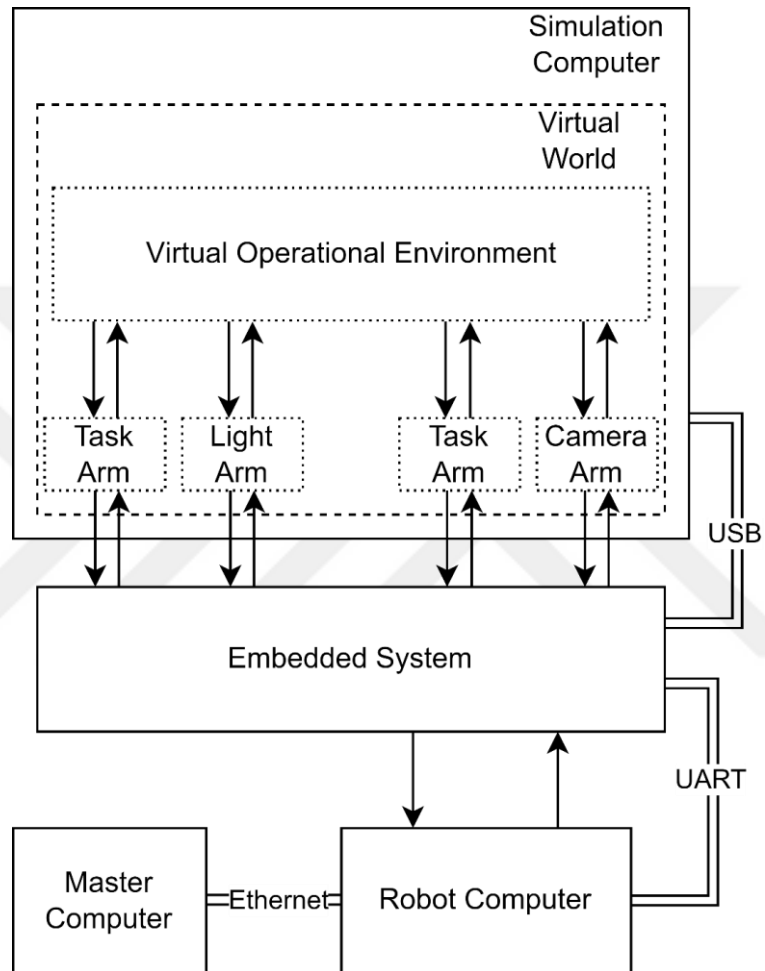 Simulation
Computer
Virtual
World
Virtual Operational Environment
Task
Arm
Light
Arm
Task
Arm
Camera
Arm
USB
Embedded System
UART
Master
Computer
Ethernet
Robot Computer